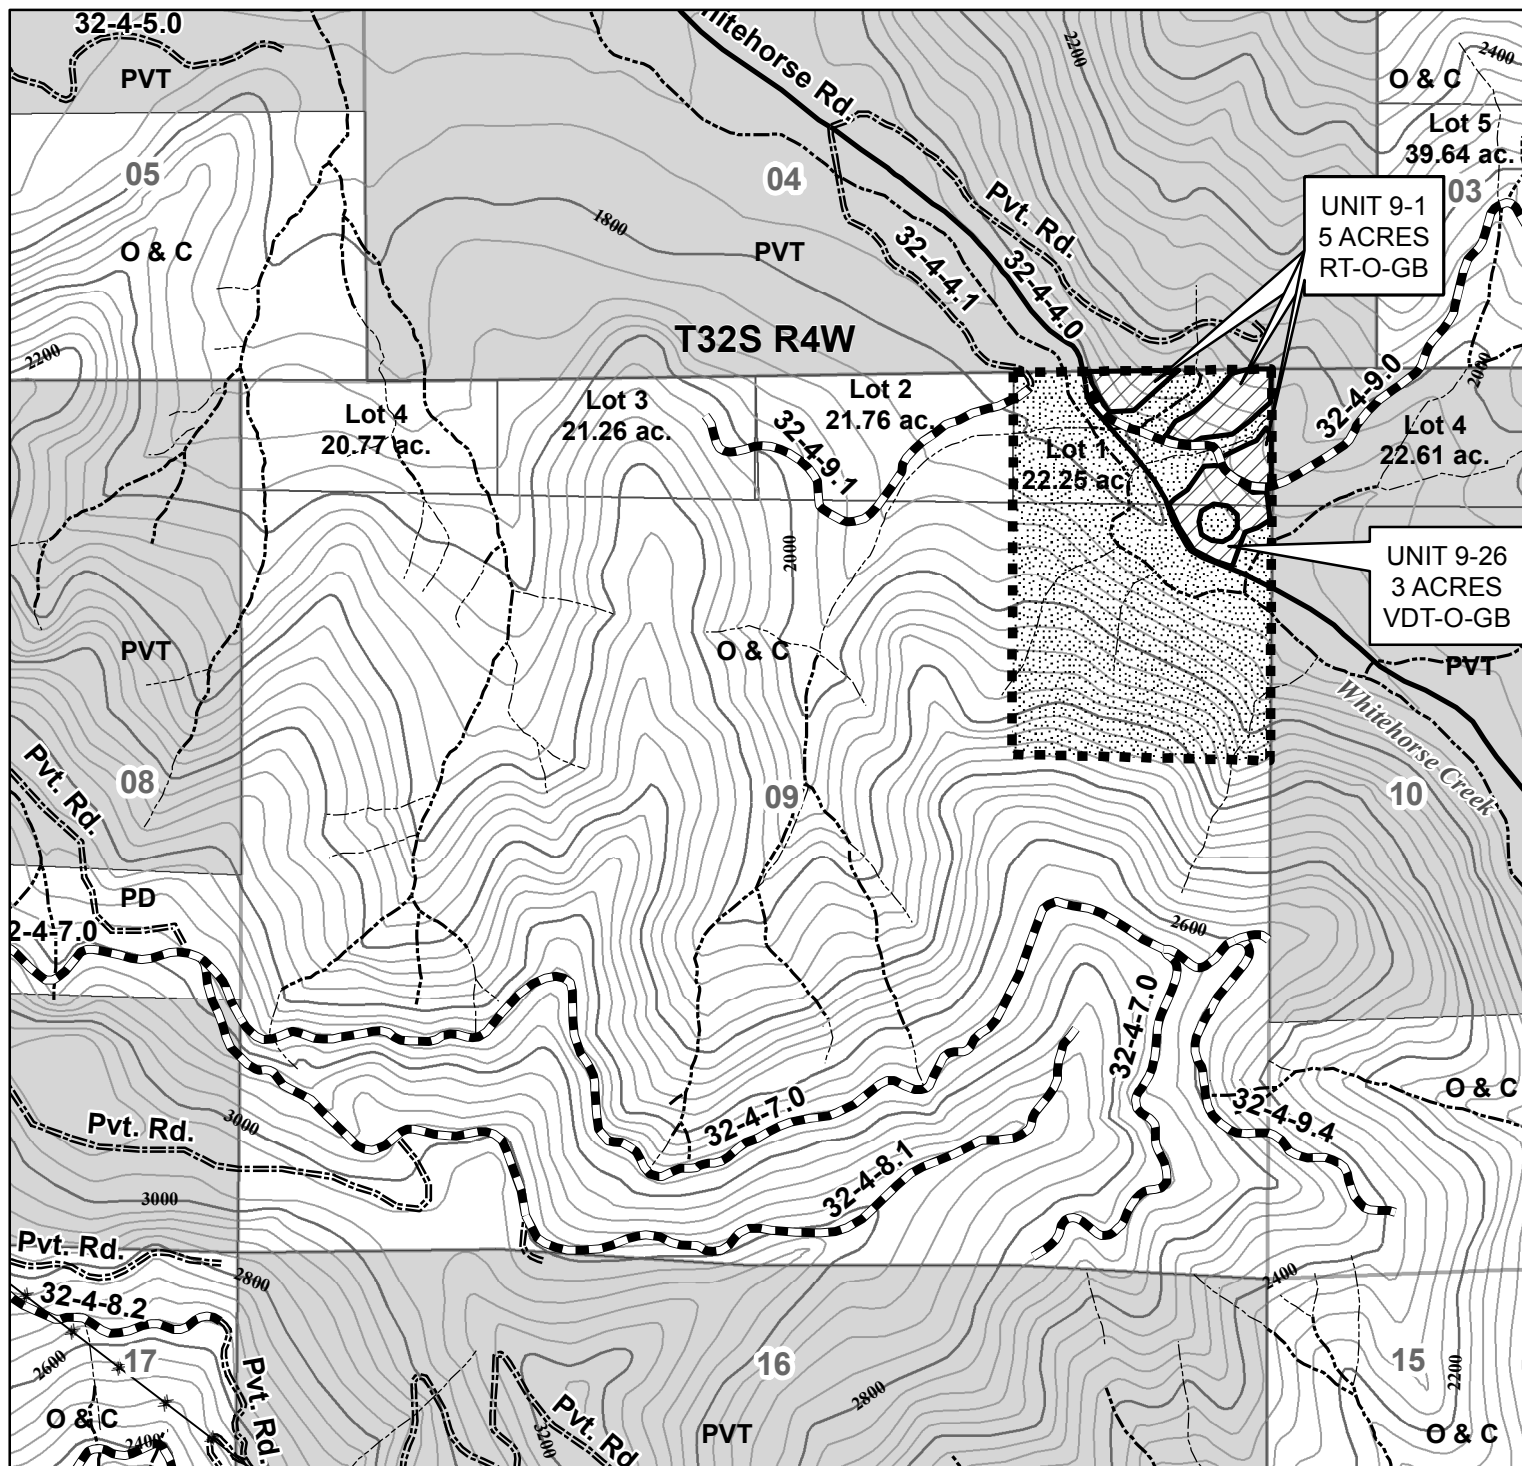 32-4-5.0
PVT
Whitehorse Rd.
2200
2400
O & C
Lot 5
39.64 ac.
05
04
03
UNIT 9-1
5 ACRES
RT-O-GB
Pvt. Rd.
1800
O & C
PVT
32-4-4.1
32-4-4.0
T32S R4W
2200
2000
32-4-9.0
Lot 4
20.77 ac.
Lot 3
21.26 ac.
Lot 2
21.76 ac.
32-4-9.1
Lot 1
22.25 ac.
Lot 4
22.61 ac.
2000
UNIT 9-26
3 ACRES
VDT-O-GB
PVT
O & C
PVT
Whitehorse Creek
Pvt. Rd.
08
09
10
PD
2-4-7.0
2600
32-4-7.0
O & C
32-4-7.0
32-4-9.4
3000
Pvt. Rd.
32-4-8.1
3000
Pvt. Rd.
2800
2400
32-4-8.2
2600
17
Pvt. Rd.
16
15
2200
2800
O & C
2400
3200
Pvt. Rd
PVT
O & C